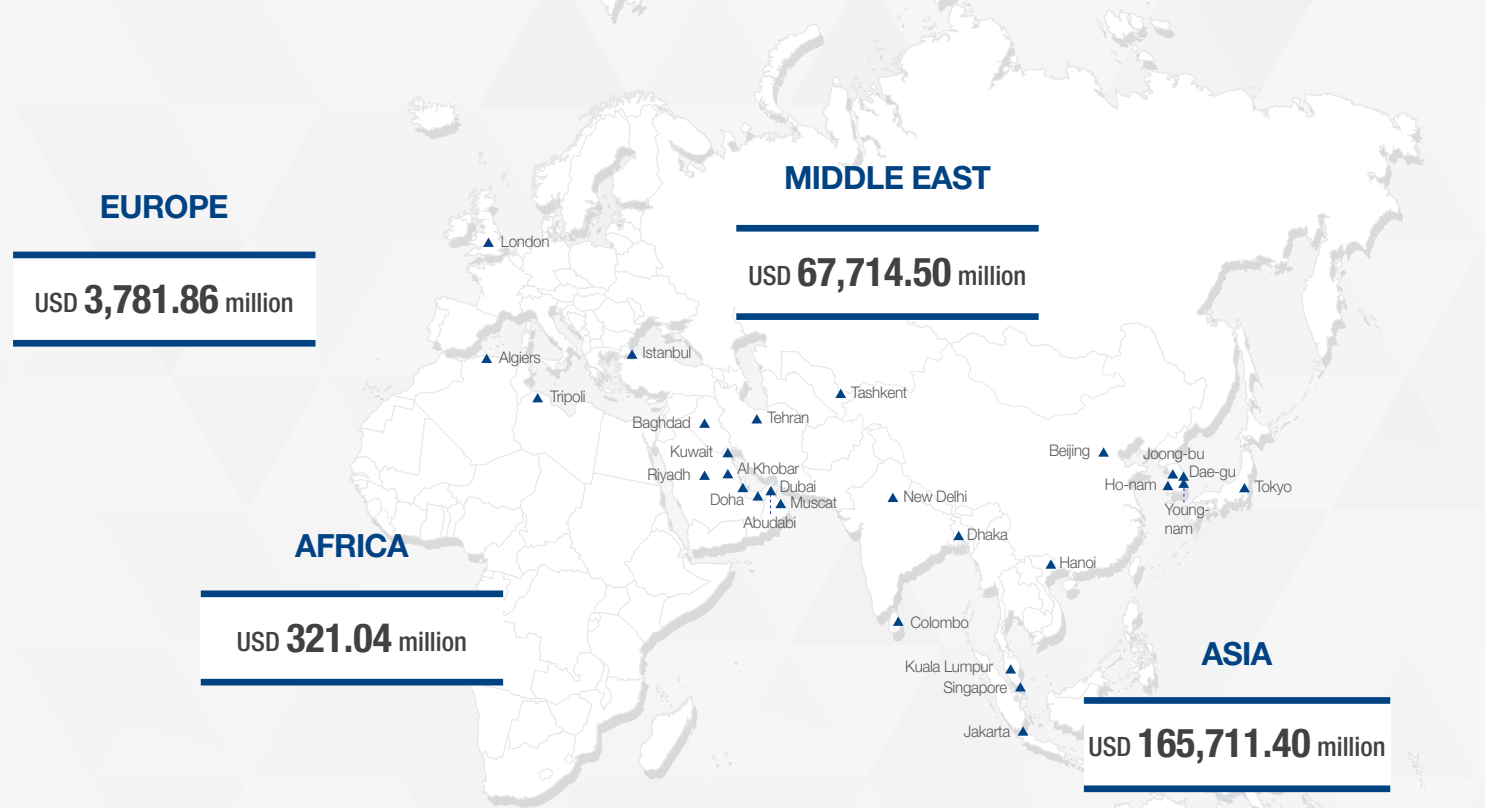 MIDDLE EAST
USD 67,714.50 million
EUROPE
USD 3,781.86 million
London
Algiers
Istanbul
Tripoli
Tashkent
Baghdad
Tehran
Kuwait
Beijing
Joong-bu
Riyadh
Al Khobar
Dae-gu
Ho-nam
Tokyo
Doha
Dubai
Muscat
New Delhi
Abudabi
Young-
nam
Dhaka
Hanoi
AFRICA
USD 321.04 million
Colombo
Kuala Lumpur
Singapore
Jakarta
ASIA
USD 165,711.40 million